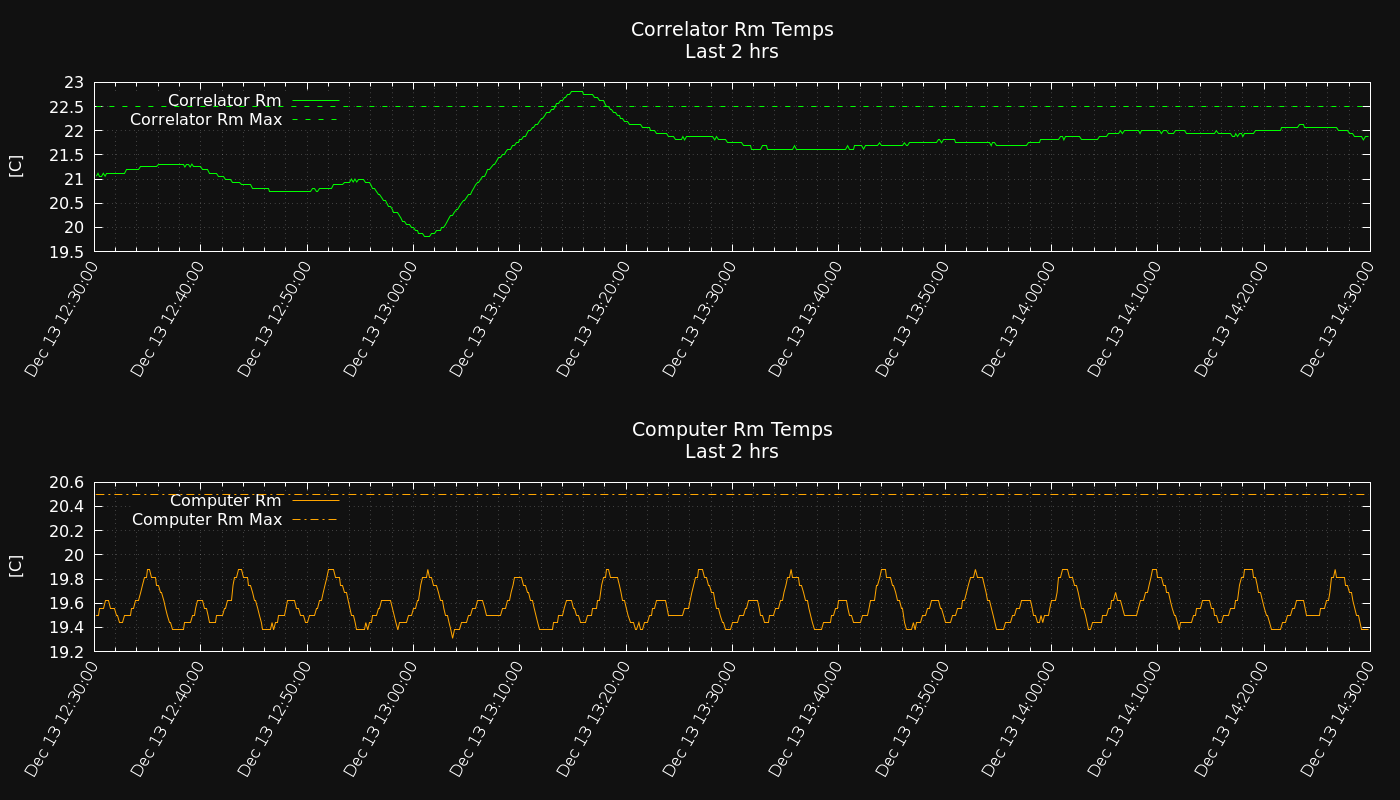 Correlator Rm Temps
Last 2 hrs
[C]
23
22.5
22
21.5
21
20.5
20
19.5
Correlator Rm
Correlator Rm Max
Dec 13 12:30:00
Dec 13 12:40:00
Dec 13 12:50:00
Dec 13 13:00:00
Dec 13 13:10:00
Dec 13 13:20:00
Dec 13 13:30:00
Dec 13 13:40:00
Dec 13 13:50:00
Dec 13 14:00:00
Dec 13 14:10:00
Dec 13 14:20:00
Dec 13 14:30:00
Computer Rm Temps
Last 2 hrs
[C]
20.6
20.4
20.2
20
19.8
19.6
19.4
19.2
Computer Rm
Computer Rm Max
Dec 13 12:30:00
Dec 13 12:40:00
Dec 13 12:50:00
Dec 13 13:00:00
Dec 13 13:10:00
Dec 13 13:20:00
Dec 13 13:30:00
Dec 13 13:40:00
Dec 13 13:50:00
Dec 13 14:00:00
Dec 13 14:10:00
Dec 13 14:20:00
Dec 13 14:30:00